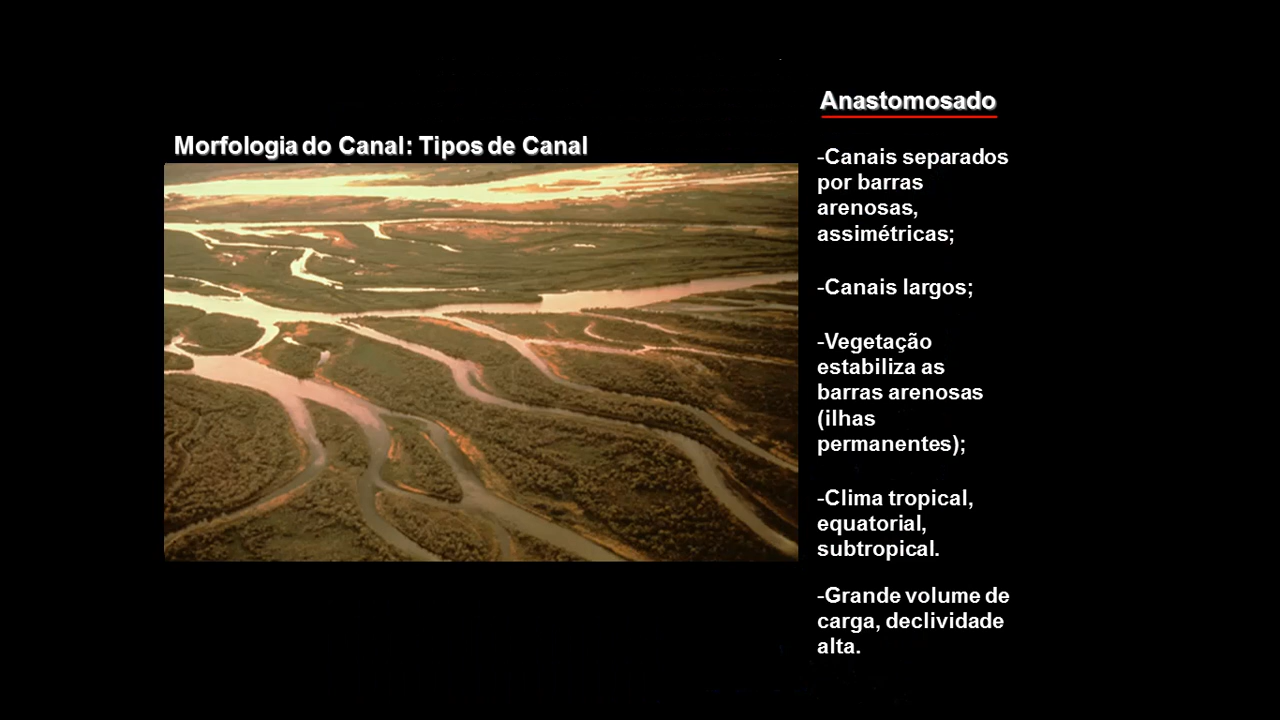 Morfologia do Canal: Tipos de Canal
Anastomosado
-Canais separados
por barras
arenosas,
assimétricas;
-Canais largos;
-Vegetação
estabiliza as
barras arenosas
(ilhas
permanentes);
-Clima tropical,
equatorial,
subtropical.
-Grande volume de
carga, declividade
alta.